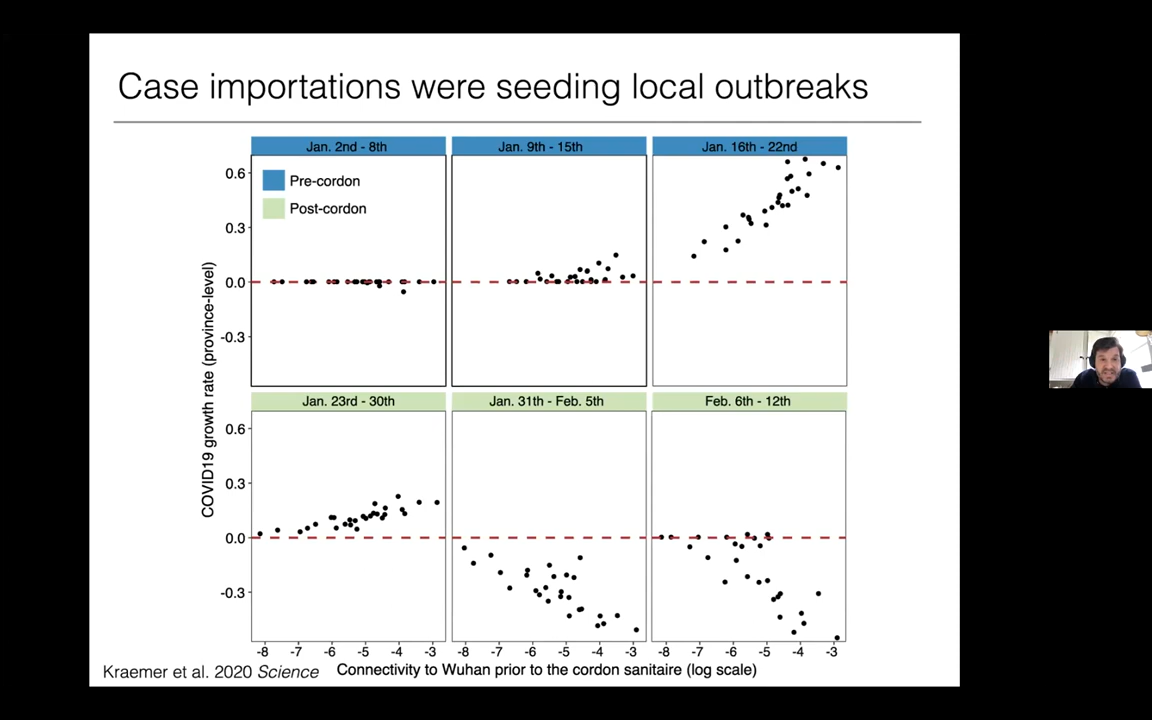 Case importations were seeding local outbreaks
Jan. 2nd - 8th
Jan. 9th - 15th
Jan. 16th - 22nd
0.6
0.3
0.0
-0.3
Pre-cordon
Post-cordon
COVID19 growth rate (province-level)
Jan. 23rd - 30th
Jan. 31th - Feb. 5th
Feb. 6th - 12th
0.6
0.3
0.0
-0.3
-8 -7 -6 -5 -4 -3
-8 -7 -6 -5 -4 -3
-8 -7 -6 -5 -4 -3
Connectivity to Wuhan prior to the cordon sanitaire (log scale)
Kraemer et al. 2020 Science